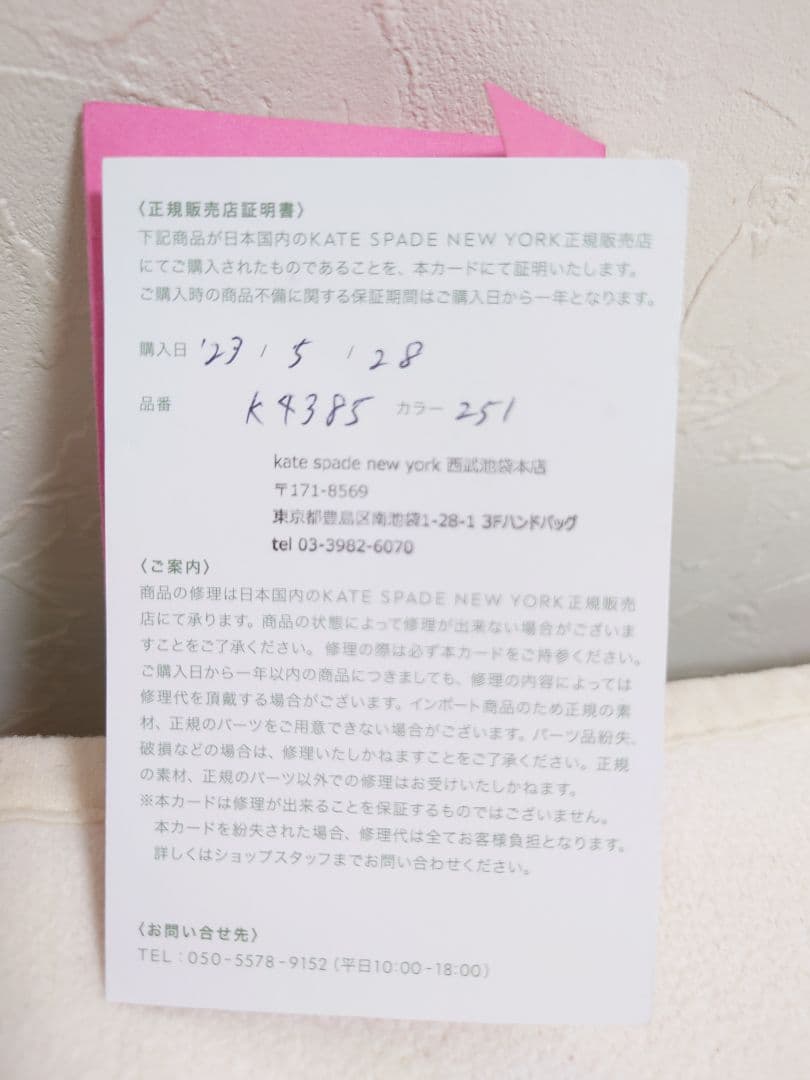 〈正規販売店証明書〉
下記商品が日本国内のKATE SPADE NEW YORK正規販売店
にてご購入されたものであることを、本カードにて証明いたします。
ご購入時の商品不備に関する保証期間はご購入日から一年となります。
購入日 '23 / 5 / 28
品番 K4385 カラー 251
kate spade new york 西武池袋本店
〒171-8569
東京都豊島区南池袋1-28-1 3Fハンドバッグ
tel 03-3982-6070
〈ご案内〉
商品の修理は日本国内のKATE SPADE NEW YORK正規販売
店にて承ります。商品の状態によって修理が出来ない場合がございま
すことをご了承ください。修理の際は必ず本カードをご持参ください。
ご購入日から一年以内の商品につきましても、修理の内容によっては
修理代を頂戴する場合がございます。インポート商品のため正規の素
材、正規のパーツをご用意できない場合がございます。パーツ品紛失、
破損などの場合は、修理いたしかねますことをご了承ください。正規
の素材、正規のパーツ以外での修理はお受けいたしかねます。
※本カードは修理が出来ることを保証するものではございません。
本カードを紛失された場合、修理代は全てお客様負担となります。
詳しくはショップスタッフまでお問い合わせください。
〈お問い合せ先〉
TEL：050-5578-9152（平日10:00-18:00）